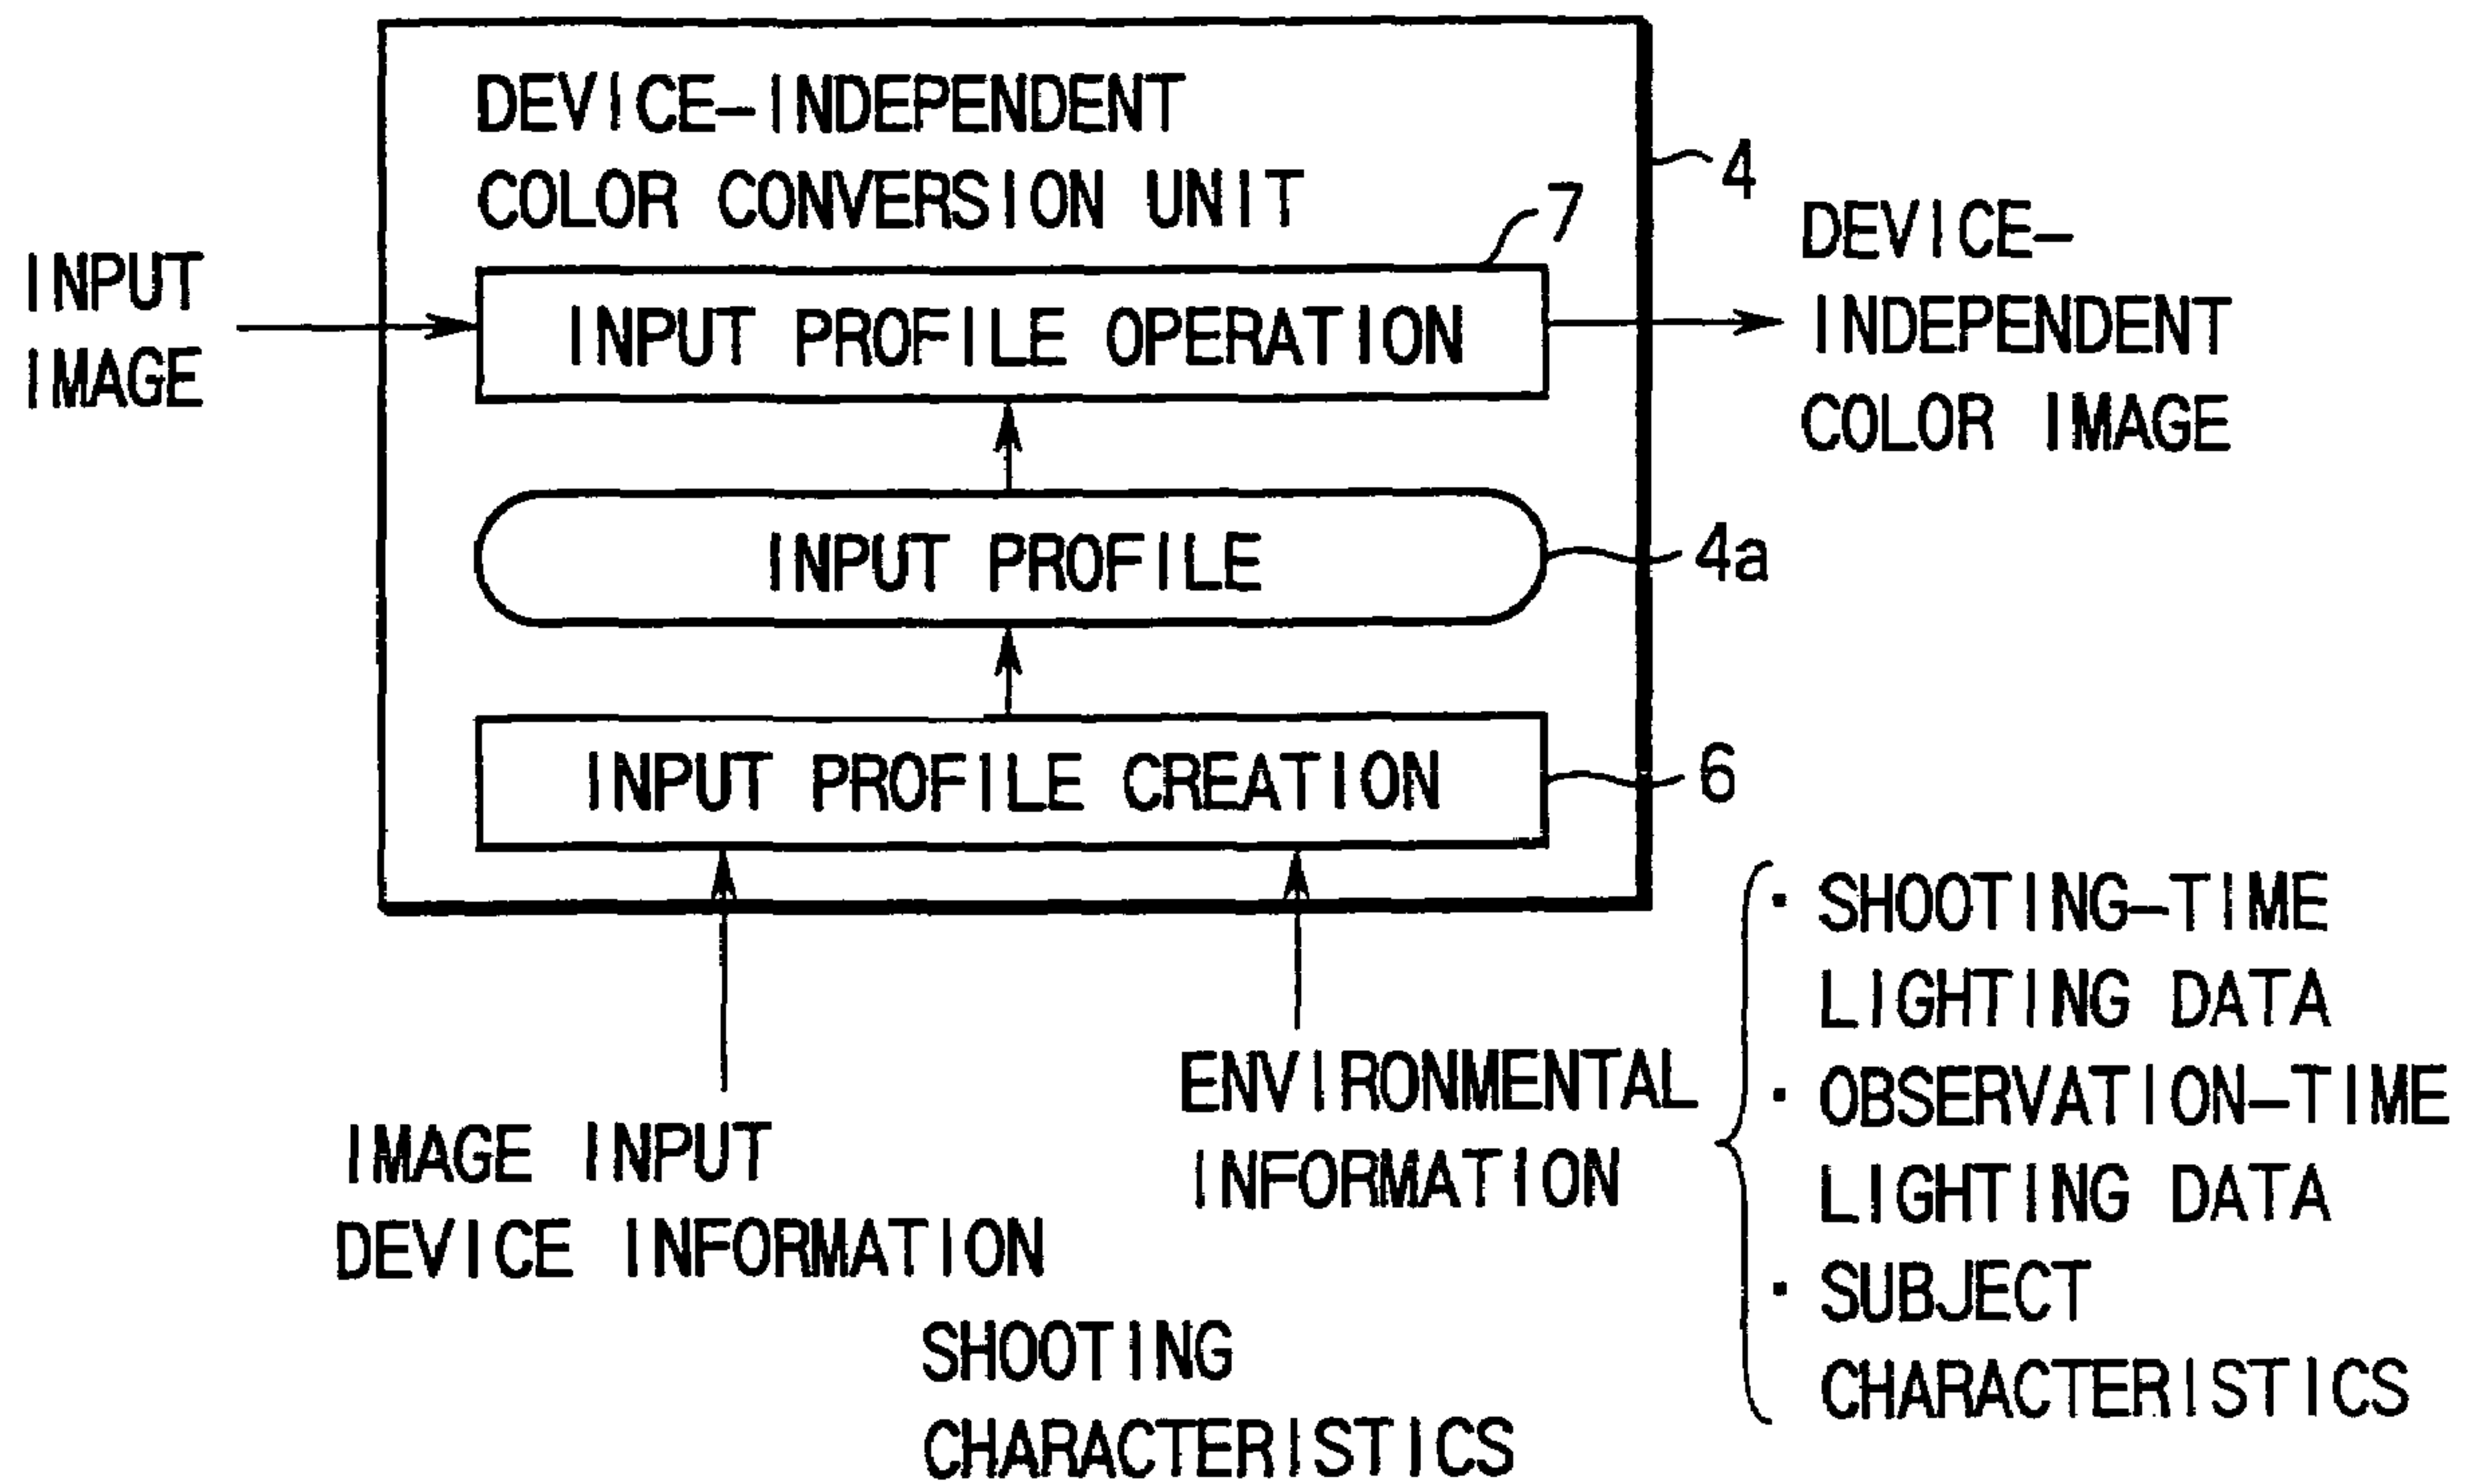 DEVICE-INDEPENDENT
COLOR CONVERSION UNIT
4
7
INPUT
IMAGE
INPUT PROFILE OPERATION
DEVICE-
INDEPENDENT
COLOR IMAGE
INPUT PROFILE
4a
INPUT PROFILE CREATION
6
IMAGE INPUT
DEVICE INFORMATION
SHOOTING
CHARACTERISTICS
ENVIRONMENTAL
INFORMATION
· SHOOTING-TIME
LIGHTING DATA
· OBSERVATION-TIME
LIGHTING DATA
· SUBJECT
CHARACTERISTICS